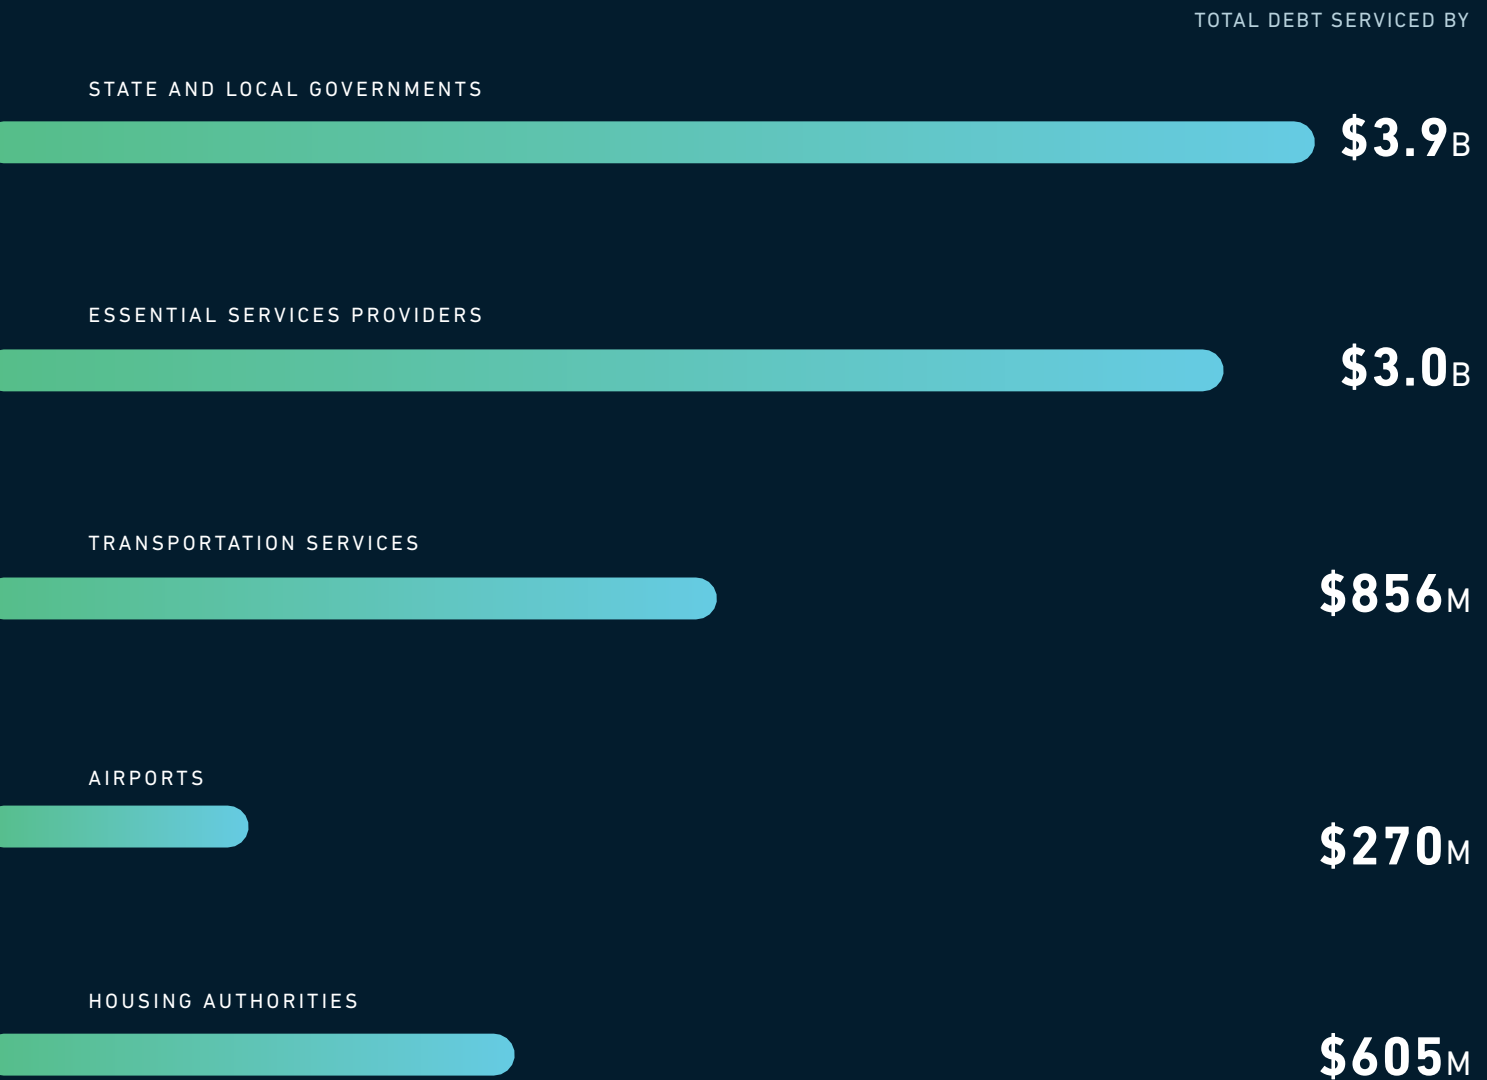 TOTAL DEBT SERVICED BY
STATE AND LOCAL GOVERNMENTS
$3.9B
ESSENTIAL SERVICES PROVIDERS
$3.0B
TRANSPORTATION SERVICES
$856M
AIRPORTS
$270M
HOUSING AUTHORITIES
$605M